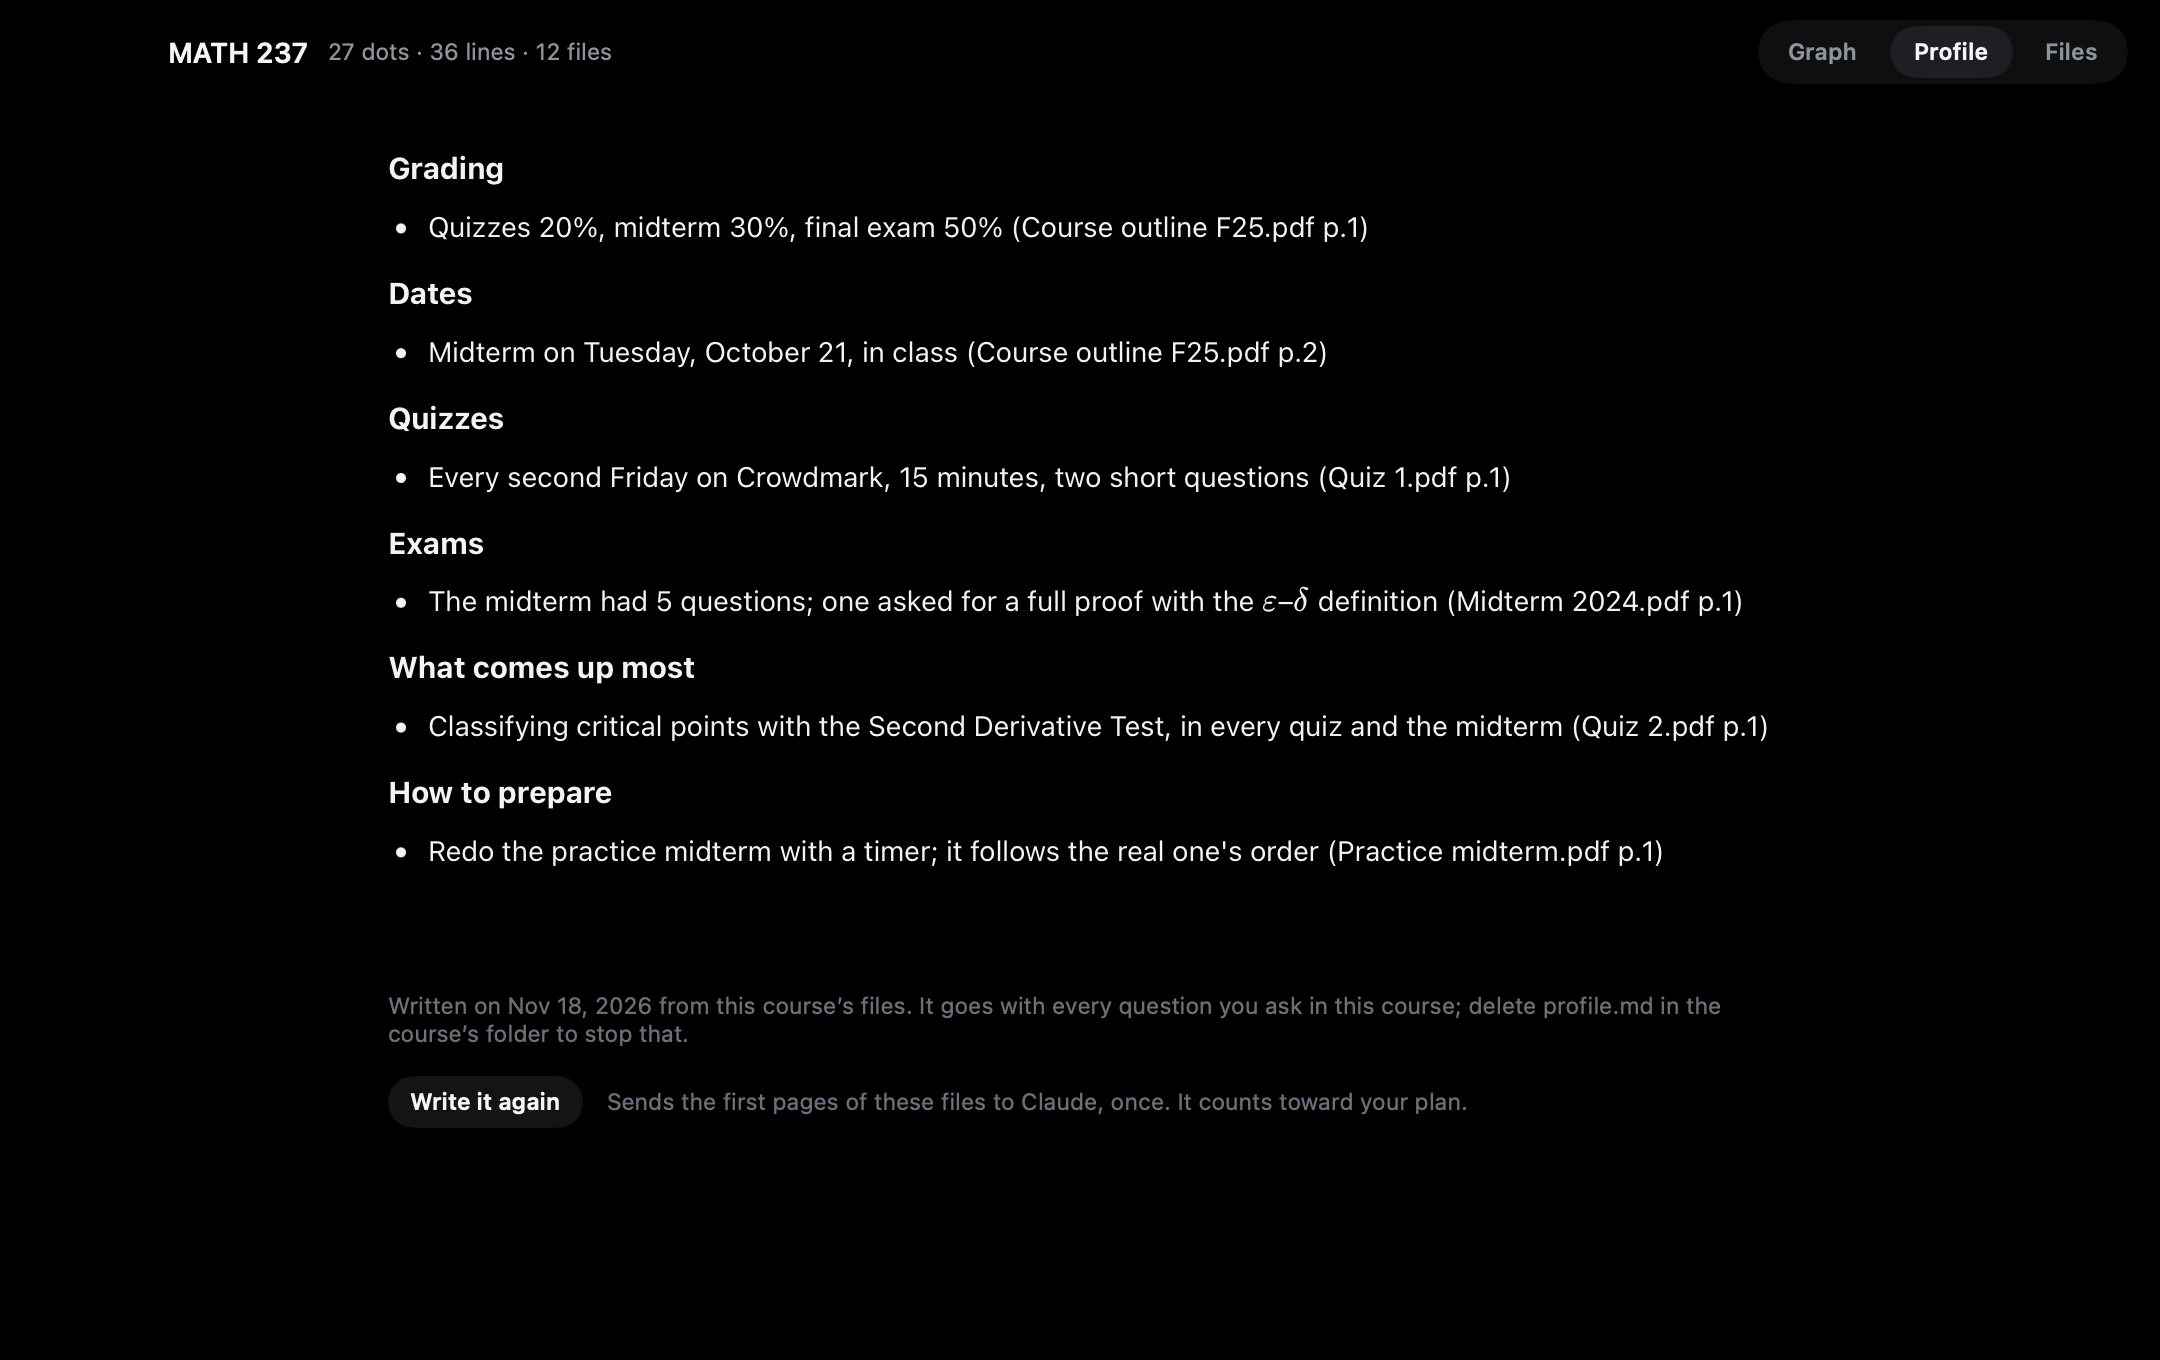 MATH 237 27 dots · 36 lines · 12 files
Graph Profile Files
Grading
• Quizzes 20%, midterm 30%, final exam 50% (Course outline F25.pdf p.1)
Dates
• Midterm on Tuesday, October 21, in class (Course outline F25.pdf p.2)
Quizzes
• Every second Friday on Crowdmark, 15 minutes, two short questions (Quiz 1.pdf p.1)
Exams
• The midterm had 5 questions; one asked for a full proof with the ε–δ definition (Midterm 2024.pdf p.1)
What comes up most
• Classifying critical points with the Second Derivative Test, in every quiz and the midterm (Quiz 2.pdf p.1)
How to prepare
• Redo the practice midterm with a timer; it follows the real one's order (Practice midterm.pdf p.1)
Written on Nov 18, 2026 from this course’s files. It goes with every question you ask in this course; delete profile.md in the
course’s folder to stop that.
Write it again Sends the first pages of these files to Claude, once. It counts toward your plan.